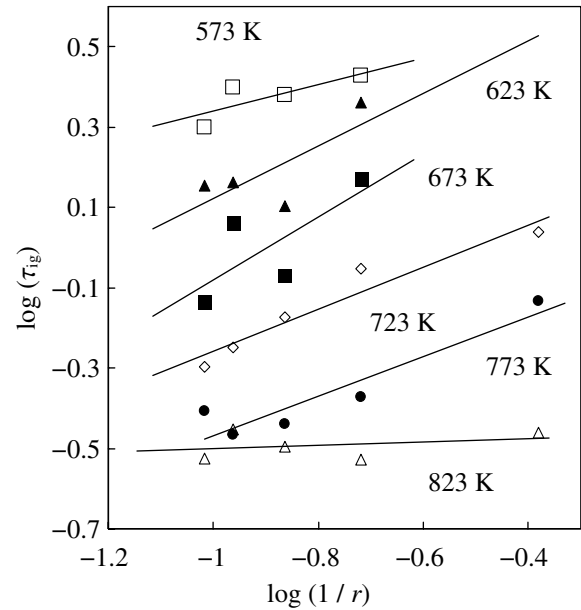 573 K
0.5
623 K
0.3
673 K
0.1
log (τig)
−0.1
723 K
−0.3
773 K
−0.5
823 K
−0.7
−1.2 −1 −0.8 −0.6 −0.4
log (1 / r)